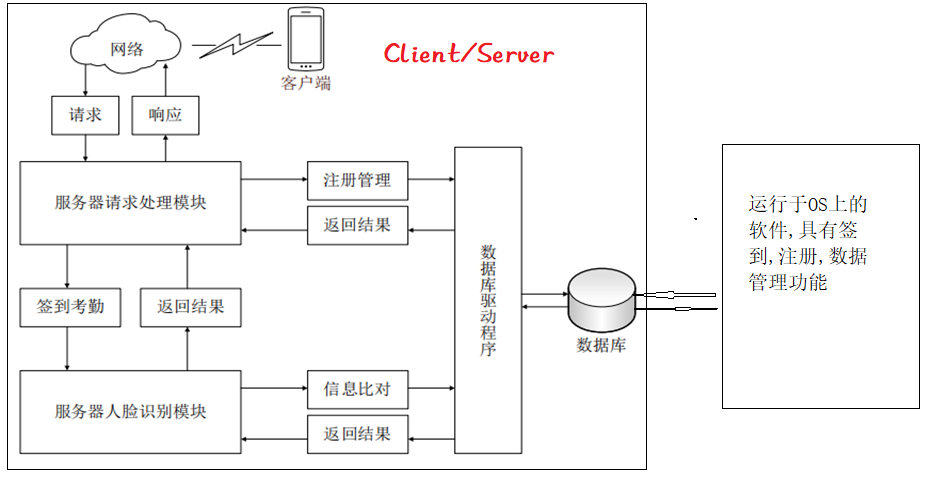 网络
客户端
Client/Server
请求
响应
服务器请求处理模块
注册管理
返回结果
签到考勤
返回结果
数据库驱动程序
数据库
服务器人脸识别模块
信息比对
返回结果
运行于OS上的
软件,具有签
到,注册,数据
管理功能